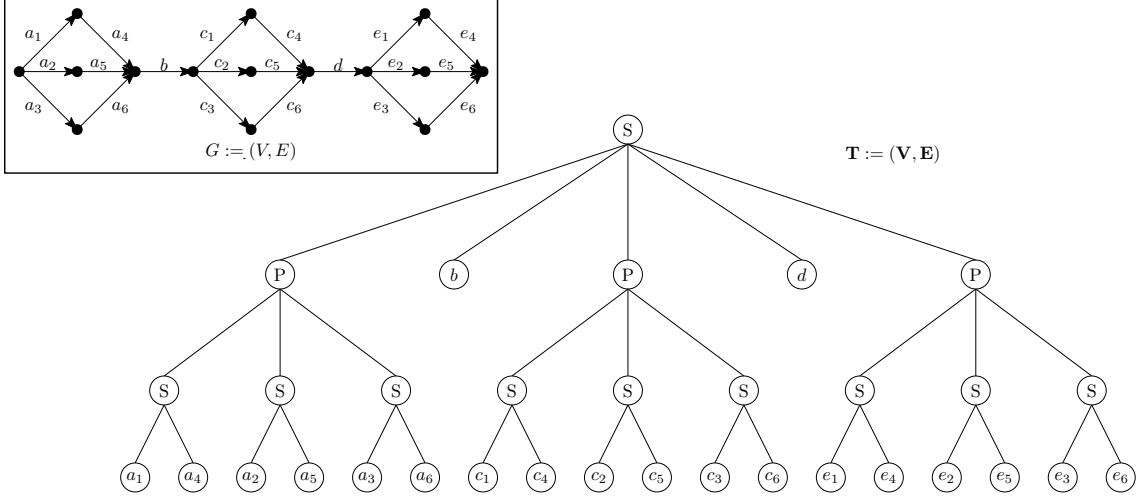 a1 a4 c1 c4 e1 e4
a2 a5 b c2 c5 d e2 e5
a3 a6 c3 c6 e3 e6
G := (V, E)
S
T := (V, E)
P b P d P
S S S S S S S S S
a1 a4 a2 a5 a3 a6 c1 c4 c2 c5 c3 c6 e1 e4 e2 e5 e3 e6